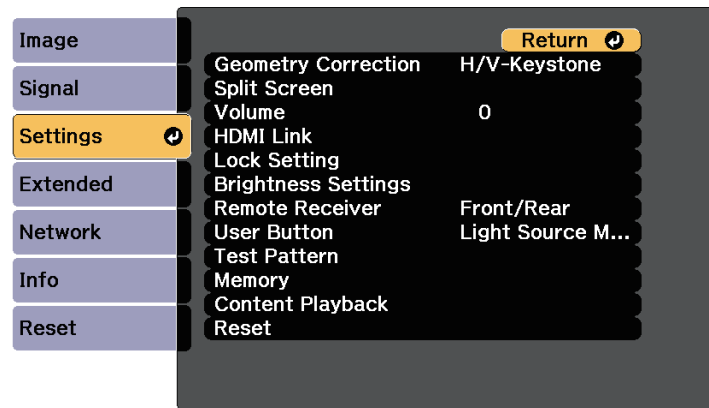 Image
Signal
Settings
Extended
Network
Info
Reset
Return
Geometry Correction H/V-Keystone
Split Screen
Volume 0
HDMI Link
Lock Setting
Brightness Settings
Remote Receiver Front/Rear
User Button Light Source M...
Test Pattern
Memory
Content Playback
Reset